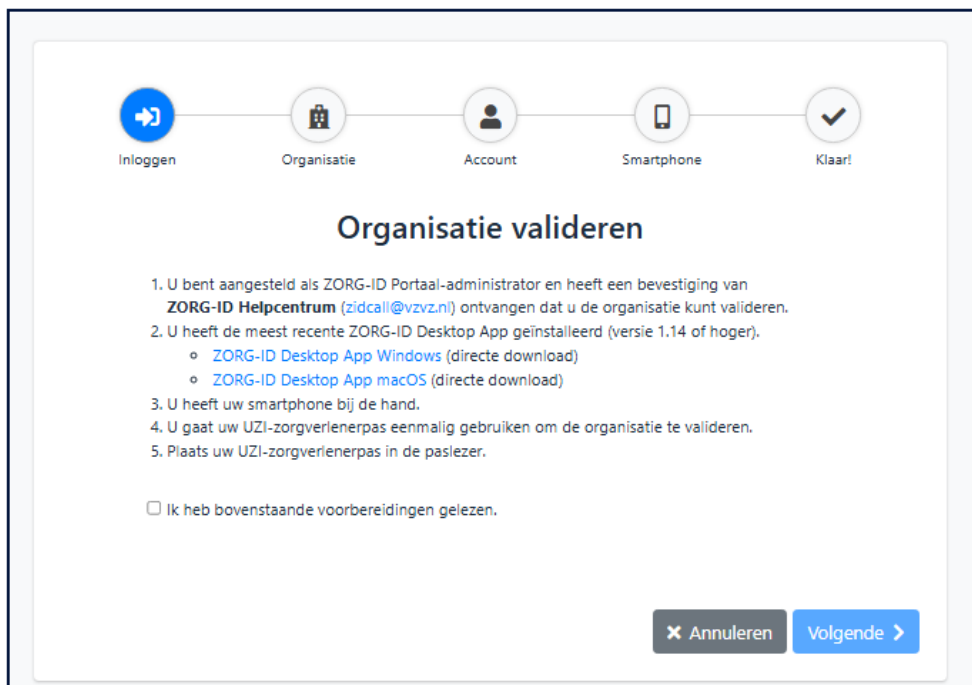 Inloggen Organisatie Account Smartphone Klaar!
Organisatie valideren
1. U bent aangesteld als ZORG-ID Portaal-administrator en heeft een bevestiging van
ZORG-ID Helpcentrum (zidcall@vzvz.nl) ontvangen dat u de organisatie kunt valideren.
2. U heeft de meest recente ZORG-ID Desktop App geïnstalleerd (versie 1.14 of hoger).
ZORG-ID Desktop App Windows (directe download)
ZORG-ID Desktop App macOS (directe download)
3. U heeft uw smartphone bij de hand.
4. U gaat uw UZI-zorgverlenerpas eenmalig gebruiken om de organisatie te valideren.
5. Plaats uw UZI-zorgverlenerpas in de paslezer.
Ik heb bovenstaande voorbereidingen gelezen.
Annuleren Volgende